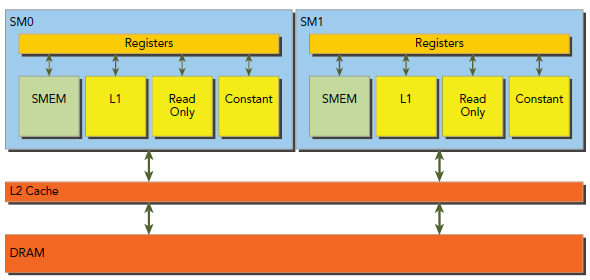 SM0
SM1
Registers
Registers
SMEM
L1
Read
Only
Constant
SMEM
L1
Read
Only
Constant
L2 Cache
DRAM